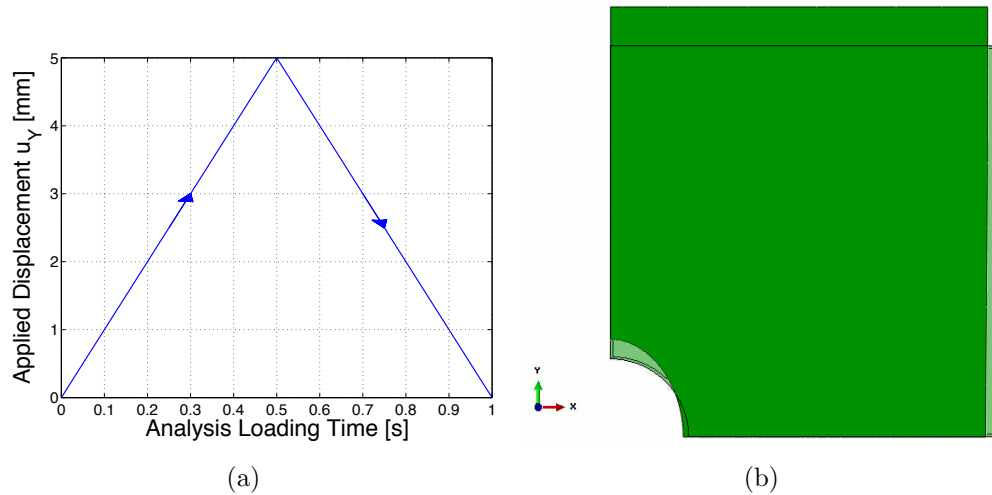 5
4
3
2
1
0
Applied Displacement u_Y [mm]
0 0.1 0.2 0.3 0.4 0.5 0.6 0.7 0.8 0.9 1
Analysis Loading Time [s]
(a)
Y
X
(b)